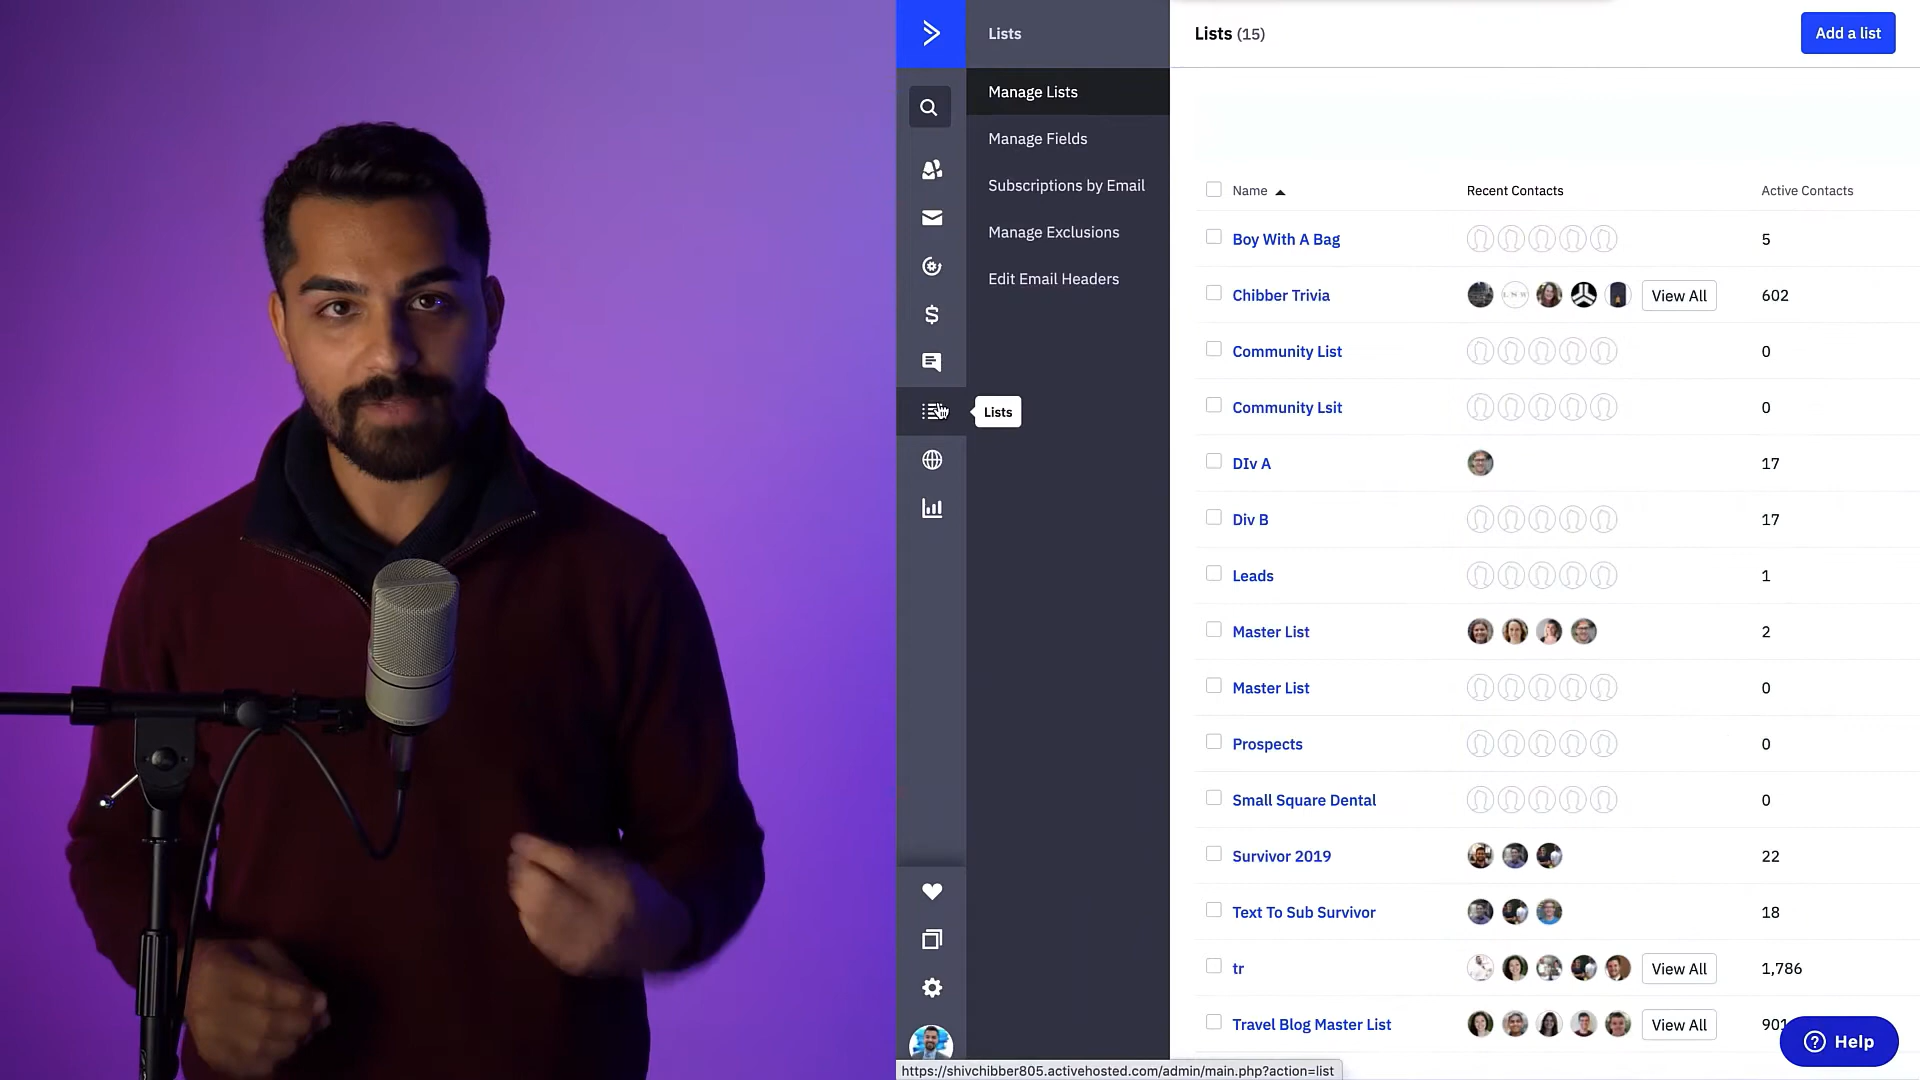 Lists
Lists (15)
Add a list
Manage Lists
Manage Fields
Subscriptions by Email
Manage Exclusions
Edit Email Headers
Lists
Name
Recent Contacts
Active Contacts
Boy With A Bag
5
Chibber Trivia
View All
602
Community List
0
Community Lsit
0
DIv A
17
Div B
17
Leads
1
Master List
2
Master List
0
Prospects
0
Small Square Dental
0
Survivor 2019
22
Text To Sub Survivor
18
tr
View All
1,786
Travel Blog Master List
View All
901
Help
https://shivchibber805.activehosted.com/admin/main.php?action=list